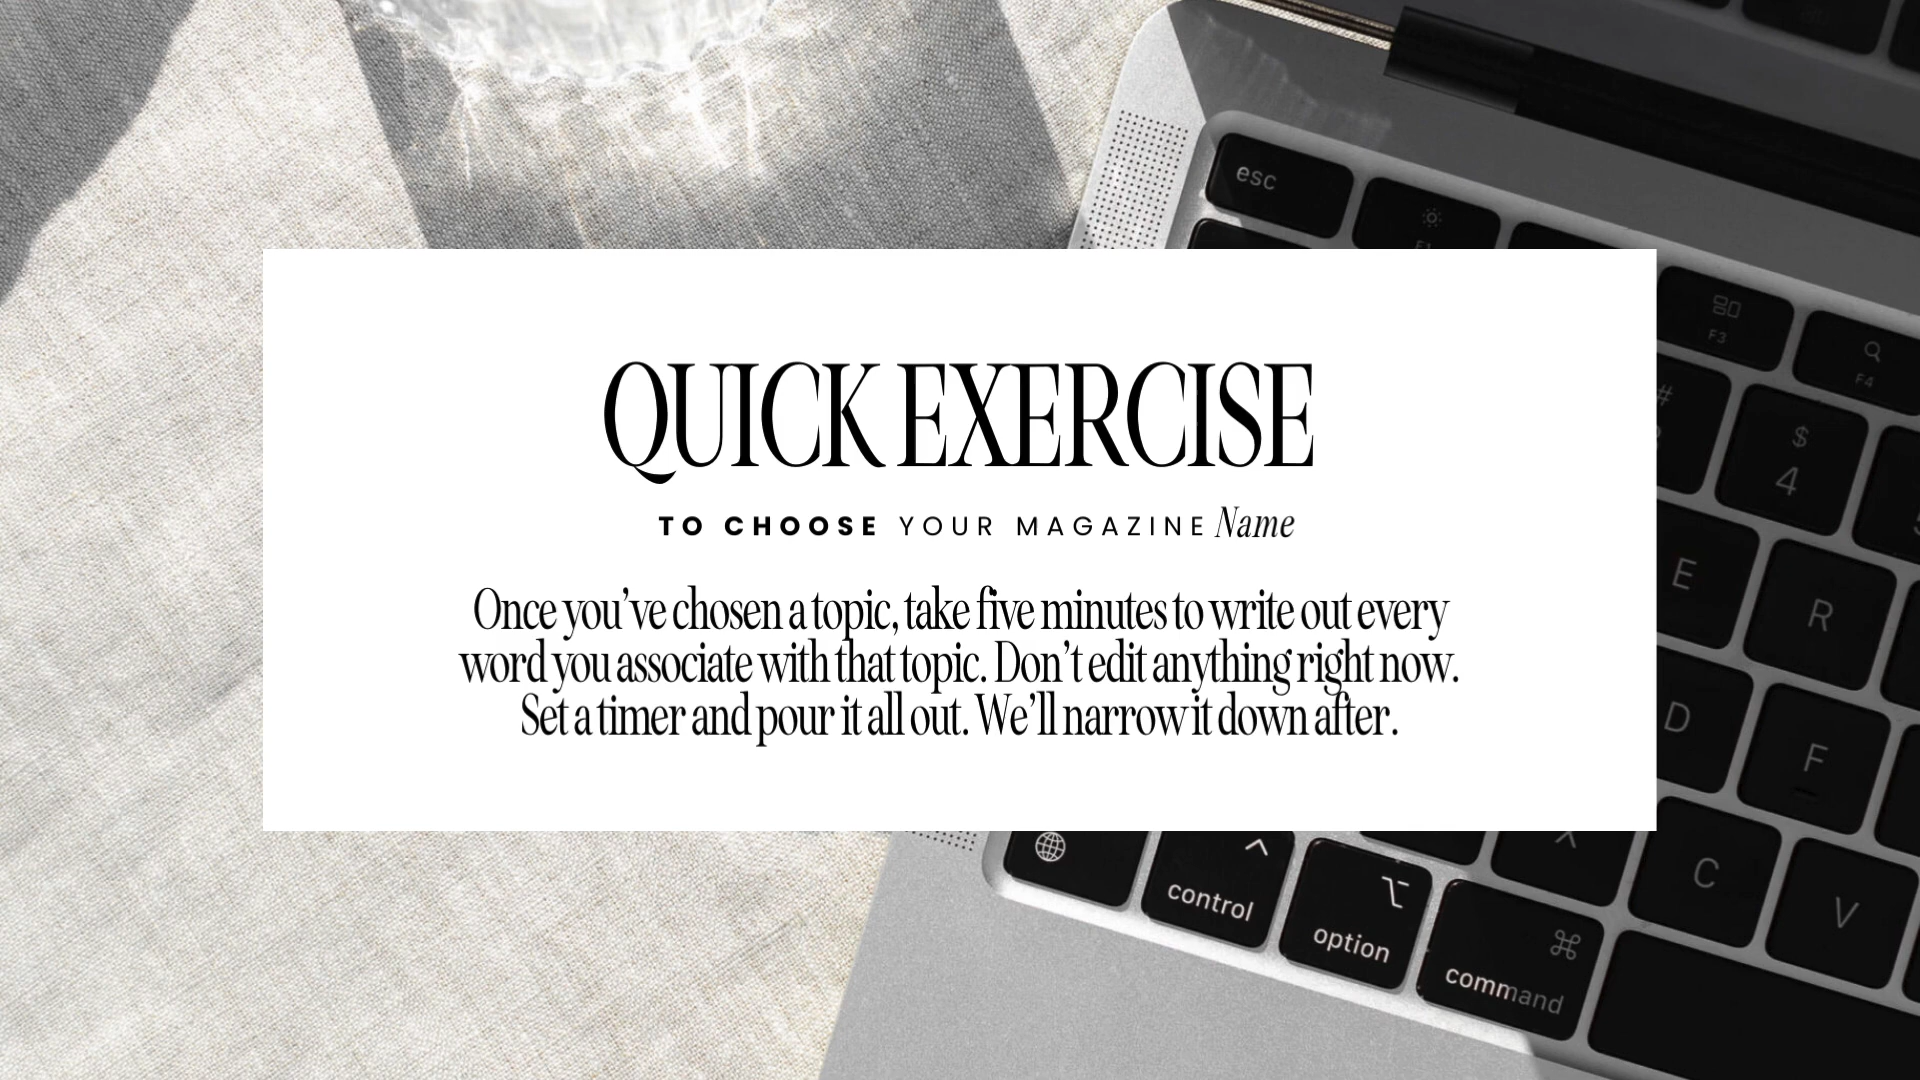 QUICK EXERCISE
TO CHOOSE YOUR MAGAZINE Name
Once you’ve chosen a topic, take five minutes to write out every
word you associate with that topic. Don’t edit anything right now.
Set a timer and pour it all out. We’ll narrow it down after.
esc
F3
F4
#
$
4
E
R
D
F
C
V
control
option
command